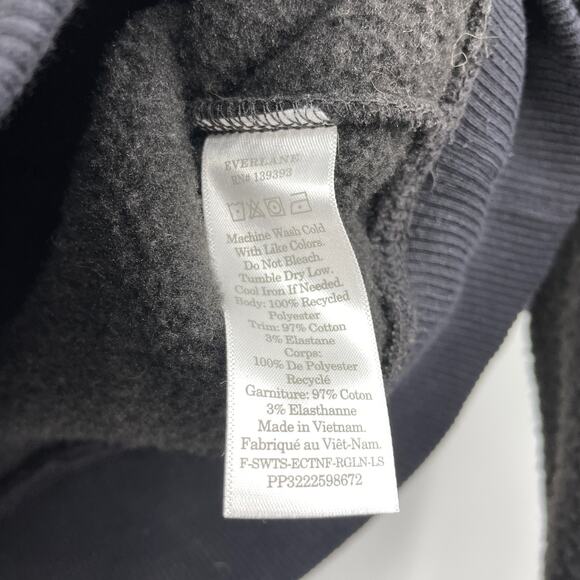 EVERLANE
RN# 139393
Machine Wash Cold
With Like Colors.
Do Not Bleach.
Tumble Dry Low.
Cool Iron If Needed.
Body: 100% Recycled
Polyester
Trim: 97% Cotton
3% Elastane
Corps:
100% De Polyester
Recyclé
Garniture: 97% Coton
3% Elasthanne
Made in Vietnam.
Fabriqué au Viêt-Nam.
F-SWTS-ECTNF-RGLN-LS
PP3222598672